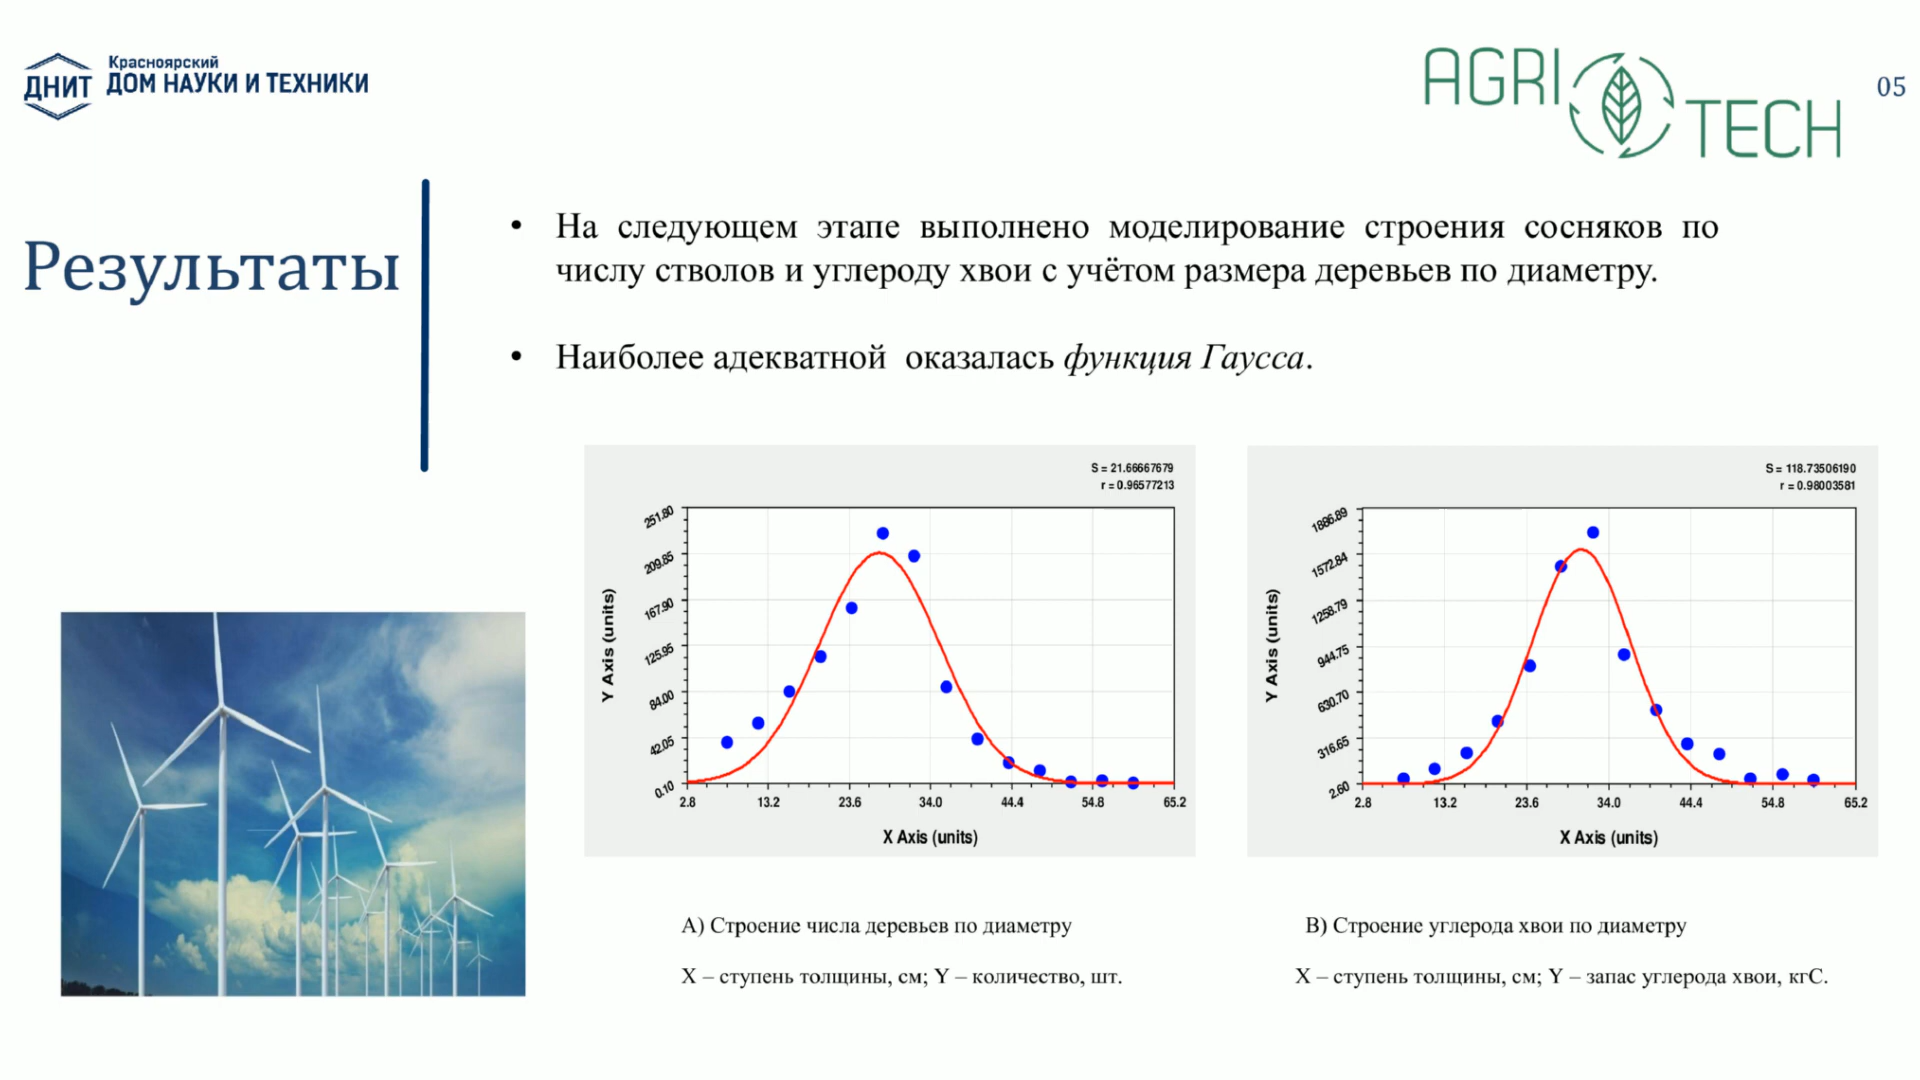 Красноярский
ДНИТ ДОМ НАУКИ И ТЕХНИКИ
AGRI TECH
05
Результаты
• На следующем этапе выполнено моделирование строения сосняков по
числу стволов и углероду хвои с учётом размера деревьев по диаметру.
• Наиболее адекватной оказалась функция Гаусса.
S = 21.66667679
r = 0.96577213
251.80
209.85
167.90
125.95
84.00
42.05
0.10
Y Axis (units)
2.8 13.2 23.6 34.0 44.4 54.8 65.2
X Axis (units)
S = 118.73506190
r = 0.98003581
1886.89
1572.84
1258.79
944.75
630.70
316.65
2.60
Y Axis (units)
2.8 13.2 23.6 34.0 44.4 54.8 65.2
X Axis (units)
А) Строение числа деревьев по диаметру
X – ступень толщины, см; Y – количество, шт.
В) Строение углерода хвои по диаметру
X – ступень толщины, см; Y – запас углерода хвои, кгС.